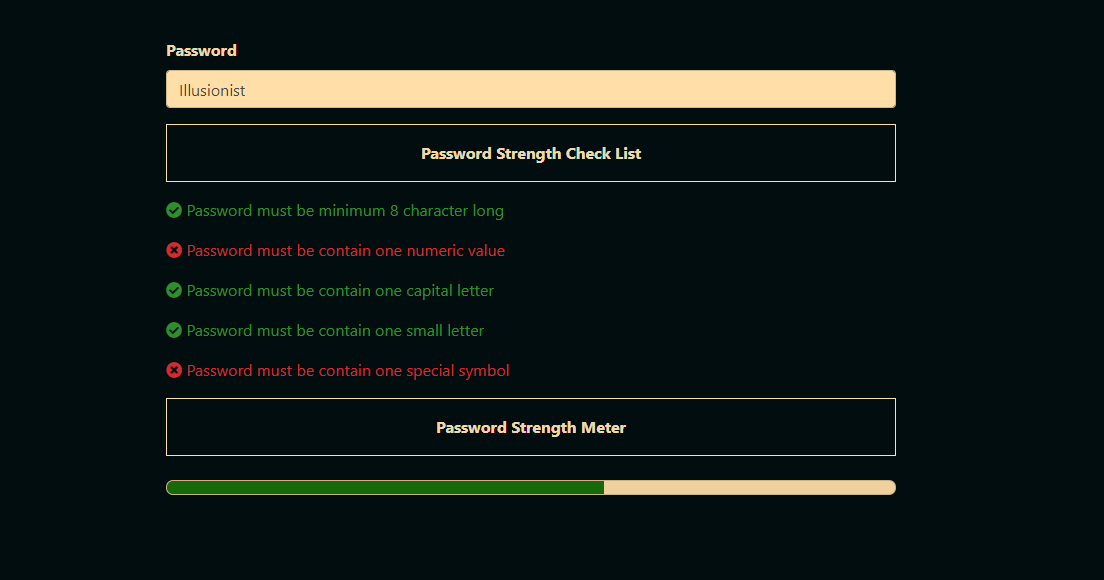 Password
Illusionist
Password Strength Check List
Password must be minimum 8 character long
Password must be contain one numeric value
Password must be contain one capital letter
Password must be contain one small letter
Password must be contain one special symbol
Password Strength Meter